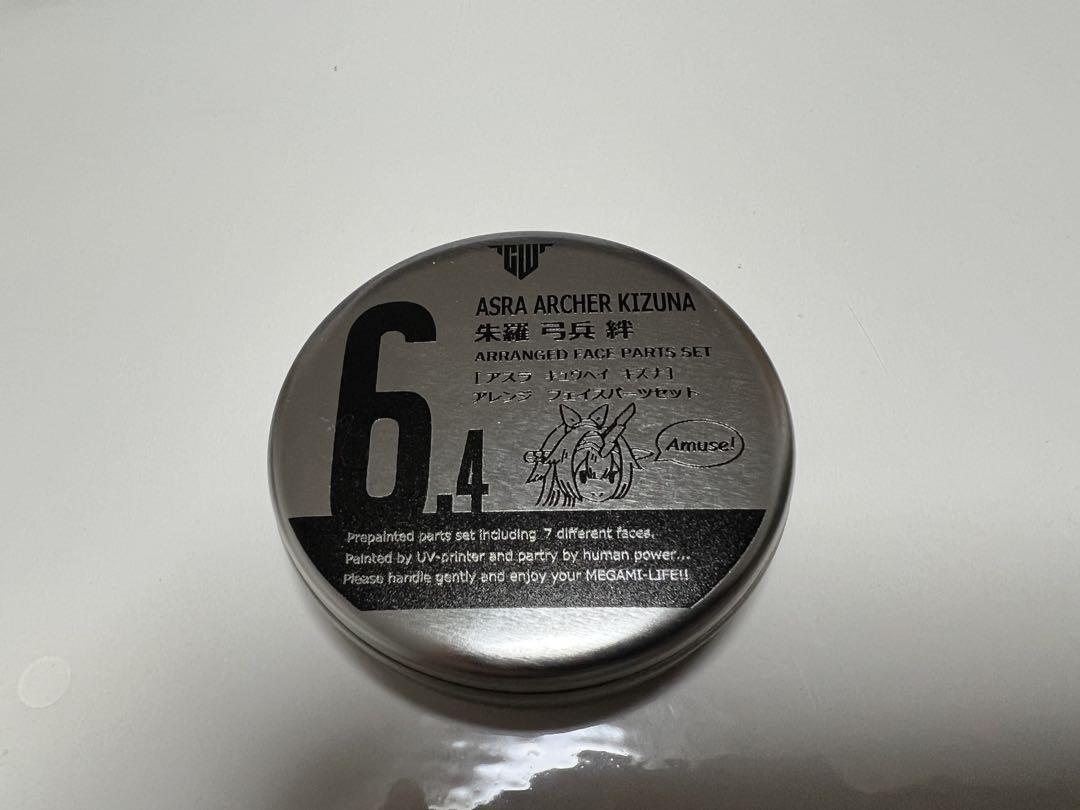 GW
6.4
ASRA ARCHER KIZUNA
朱羅 弓兵 絆
ARRANGED FACE PARTS SET
[アスラ キュウヘイ キズナ]
アレンジ フェイスパーツセット
Amuse!
Prepainted parts set including 7 different faces.
Painted by UV-printer and partry by human power...
Please handle gently and enjoy your MEGAMI-LIFE!!